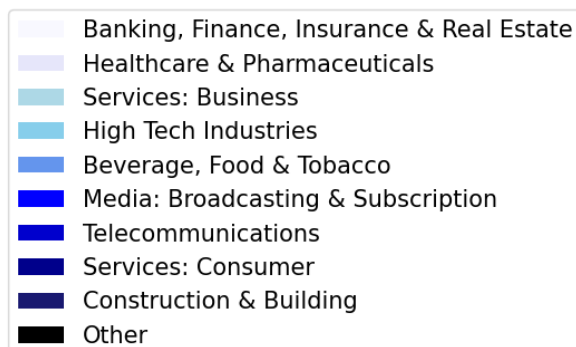 Banking, Finance, Insurance & Real Estate
Healthcare & Pharmaceuticals
Services: Business
High Tech Industries
Beverage, Food & Tobacco
Media: Broadcasting & Subscription
Telecommunications
Services: Consumer
Construction & Building
Other